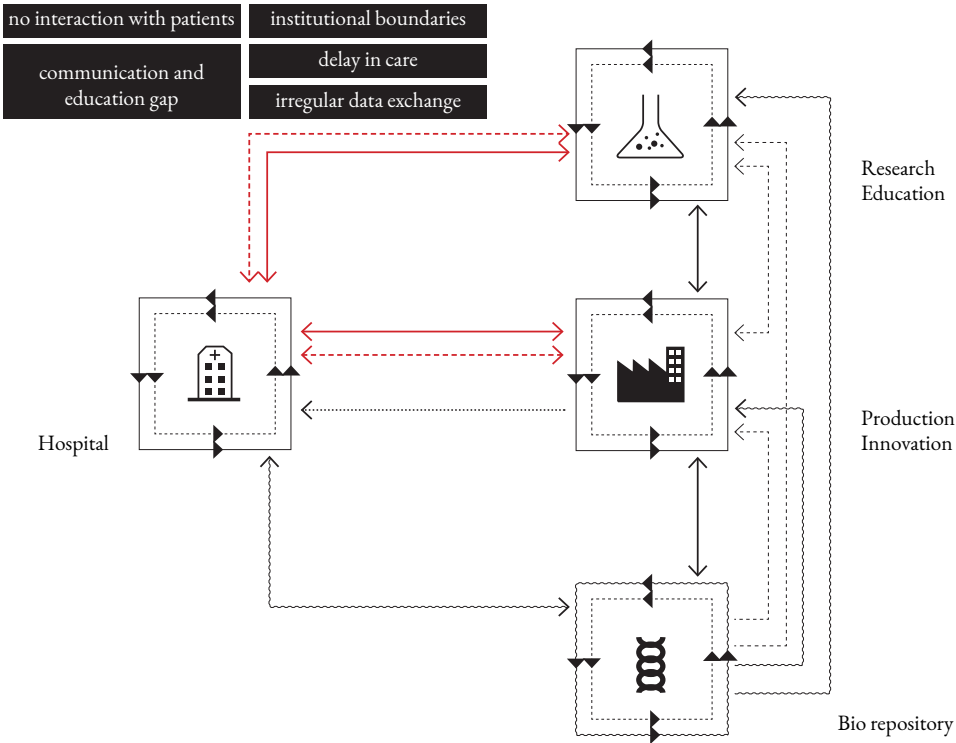 no interaction with patients
institutional boundaries
communication and
education gap
delay in care
irregular data exchange
Research
Education
Hospital
Production
Innovation
Bio repository